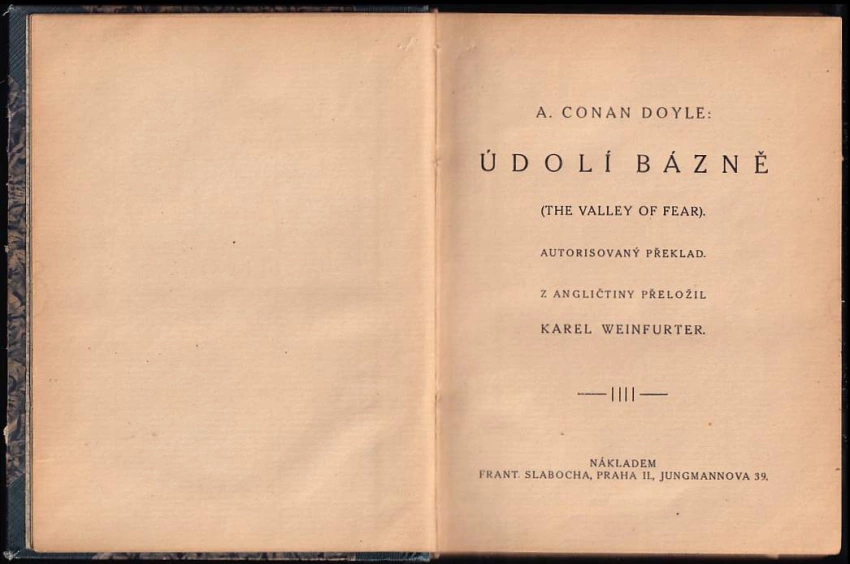 A. CONAN DOYLE:
ÚDOLÍ BÁZNĚ
(THE VALLEY OF FEAR).
AUTORISOVANÝ PŘEKLAD.
Z ANGLIČTINY PŘELOŽIL
KAREL WEINFURTER.
NÁKLADEM
FRANT. SLABOCHA, PRAHA II., JUNGMANNOVA 39.